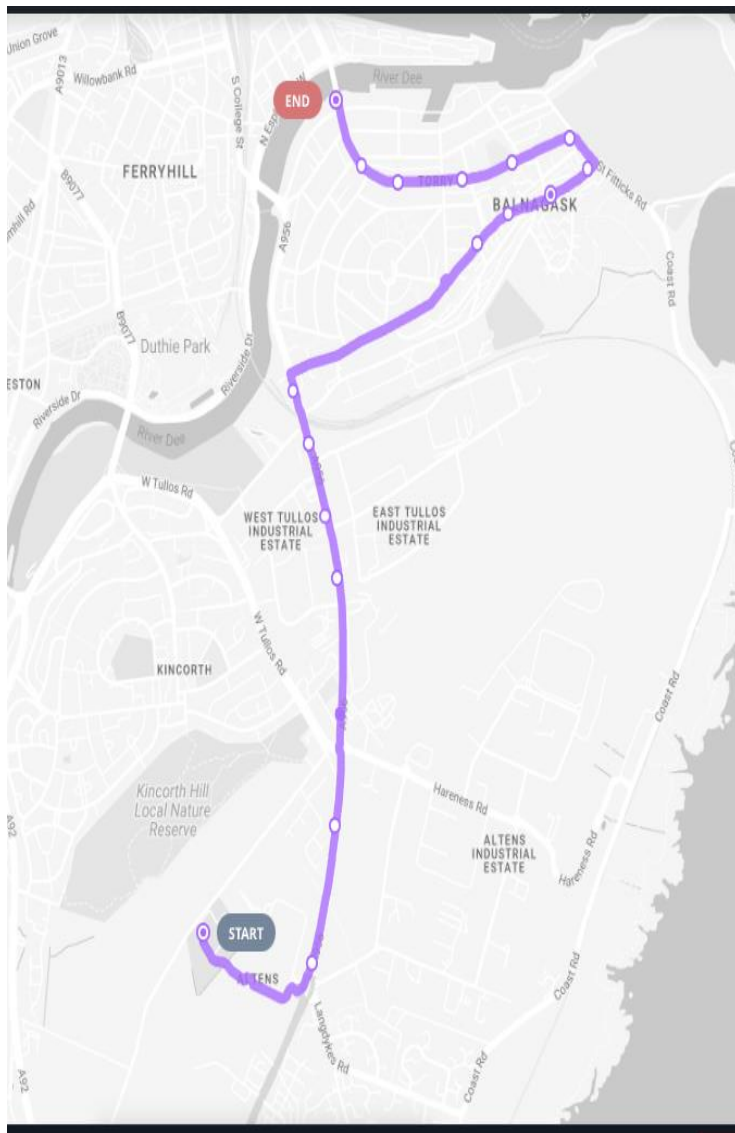 Union Grove
A9013
Willowbank Rd
S College St
END
River Dee
FERRYHILL
B9077
TORRY
St Fitticks Rd
BALNAGASK
A956
Coast Rd
B9077
Duthie Park
Riverside Dr
Riverside Dr
River Dee
W Tullos Rd
WEST TULLOS
INDUSTRIAL
ESTATE
EAST TULLOS
INDUSTRIAL
ESTATE
W Tullos Rd
KINCORTH
Coast Rd
Kincorth Hill
Local Nature
Reserve
Hareness Rd
A92
ALTENS
INDUSTRIAL
ESTATE
Hareness Rd
START
ALTENS
Coast Rd
Langdykes Rd
Coast Rd
A92